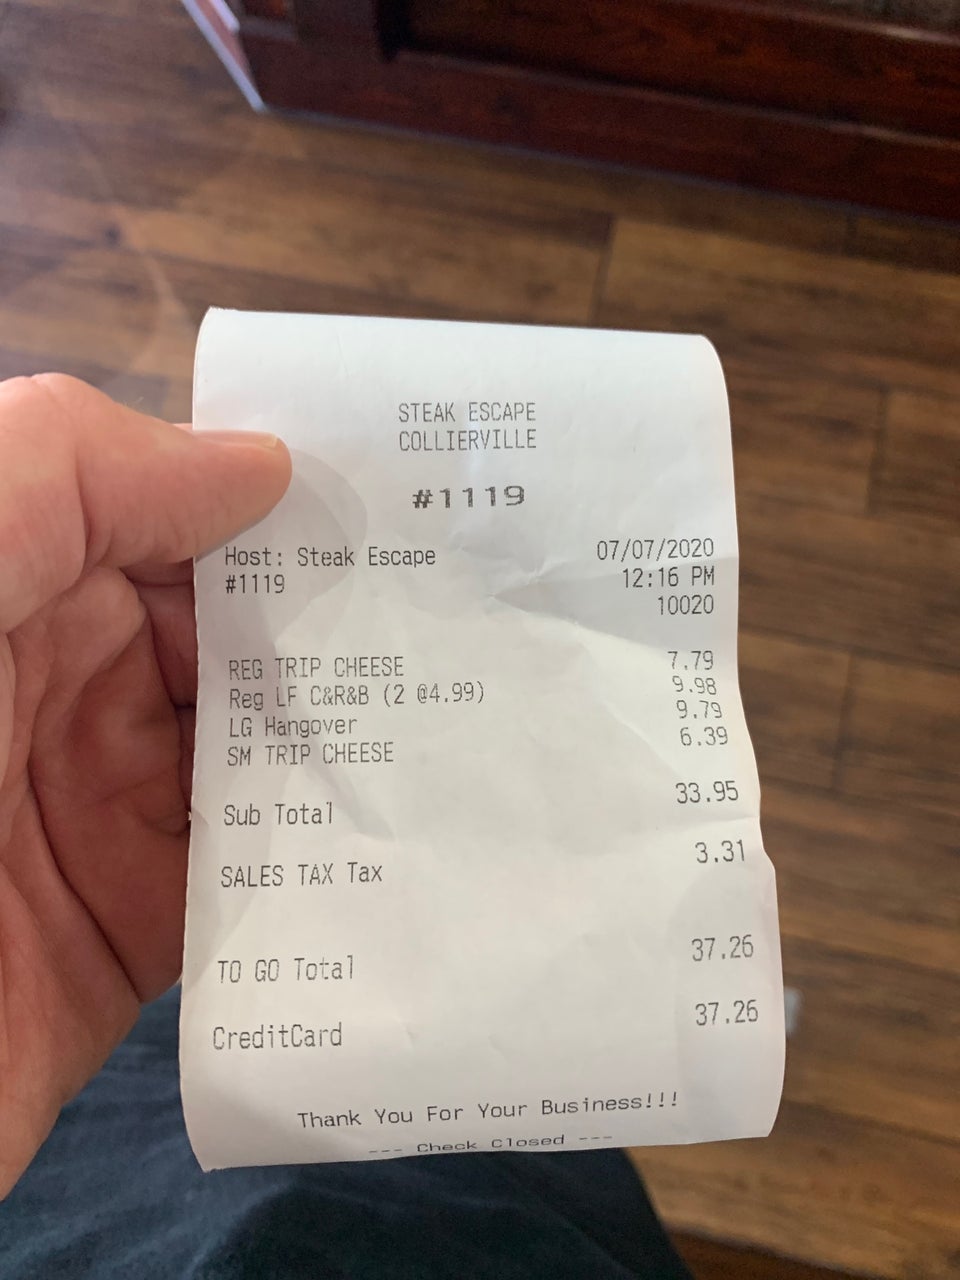 STEAK ESCAPE
COLLIERVILLE
#1119
Host: Steak Escape 07/07/2020
#1119 12:16 PM
10020
REG TRIP CHEESE 7.79
Reg LF C&R&B (2 @4.99) 9.98
LG Hangover 9.79
SM TRIP CHEESE 6.39
Sub Total 33.95
SALES TAX Tax 3.31
TO GO Total 37.26
CreditCard 37.26
Thank You For Your Business!!!
--- Check Closed ---